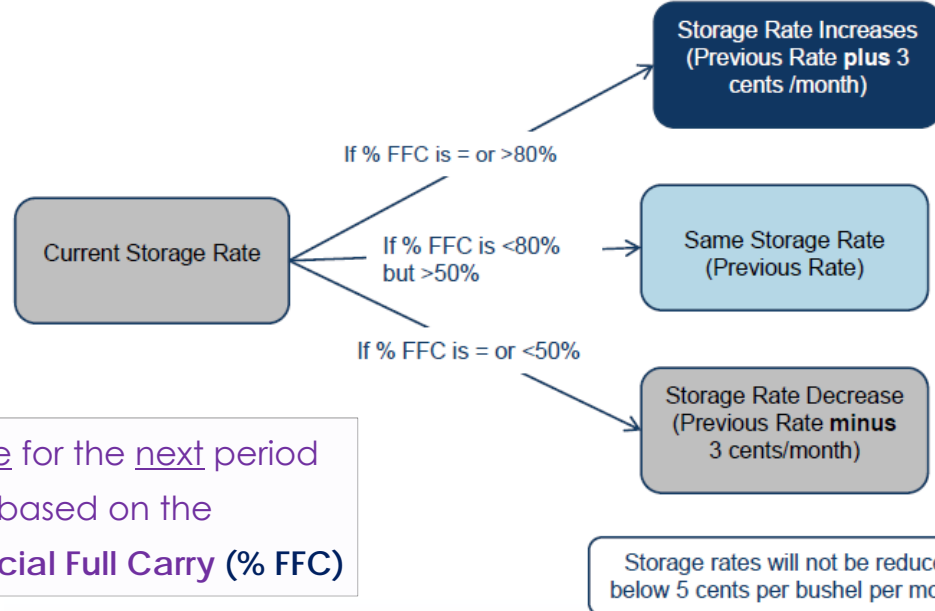 Storage Rate Increases
(Previous Rate plus 3
cents /month)
If % FFC is = or >80%
Current Storage Rate
If % FFC is <80%
but >50%
Same Storage Rate
(Previous Rate)
If % FFC is = or <50%
Storage Rate Decrease
(Previous Rate minus
3 cents/month)
for the next period
based on the
Full Carry (% FFC)
Storage rates will not be
below 5 cents per bushel per